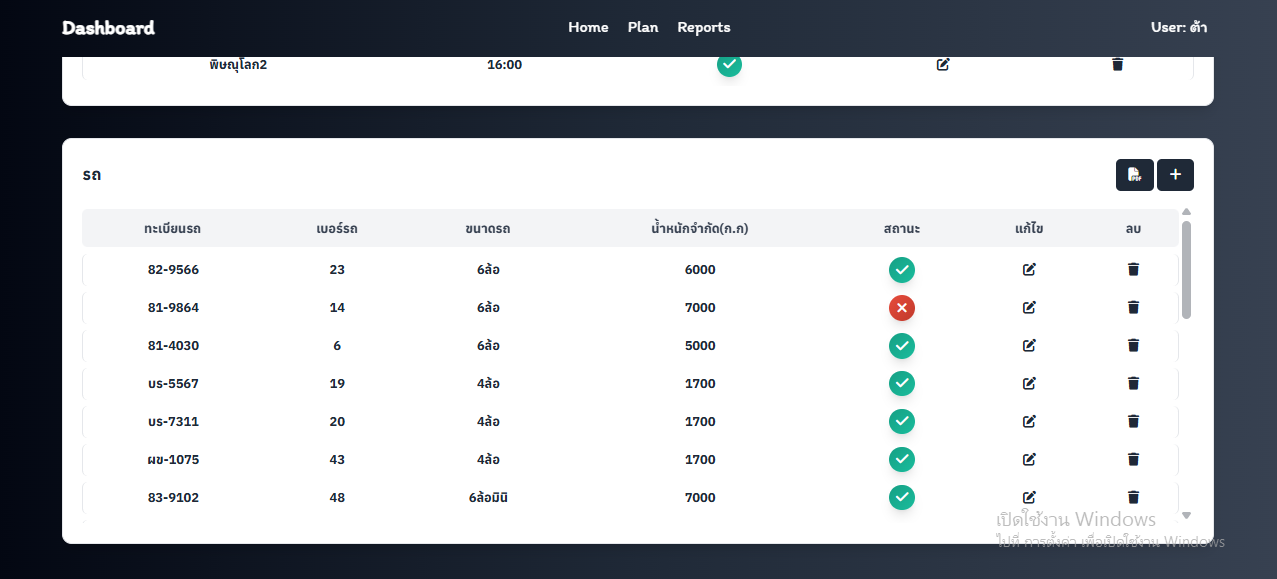 Dashboard Home Plan Reports User: ต้า
พิษณุโลก2 16:00
รถ
ทะเบียนรถ เบอร์รถ ขนาดรถ น้ำหนักจำกัด(ก.ก) สถานะ แก้ไข ลบ
82-9566 23 6ล้อ 6000
81-9864 14 6ล้อ 7000
81-4030 6 6ล้อ 5000
บร-5567 19 4ล้อ 1700
บร-7311 20 4ล้อ 1700
ผข-1075 43 4ล้อ 1700
83-9102 48 6ล้อมินิ 7000
เปิดใช้งาน Windows
ไปที่ การตั้งค่า เพื่อเปิดใช้งาน Windows